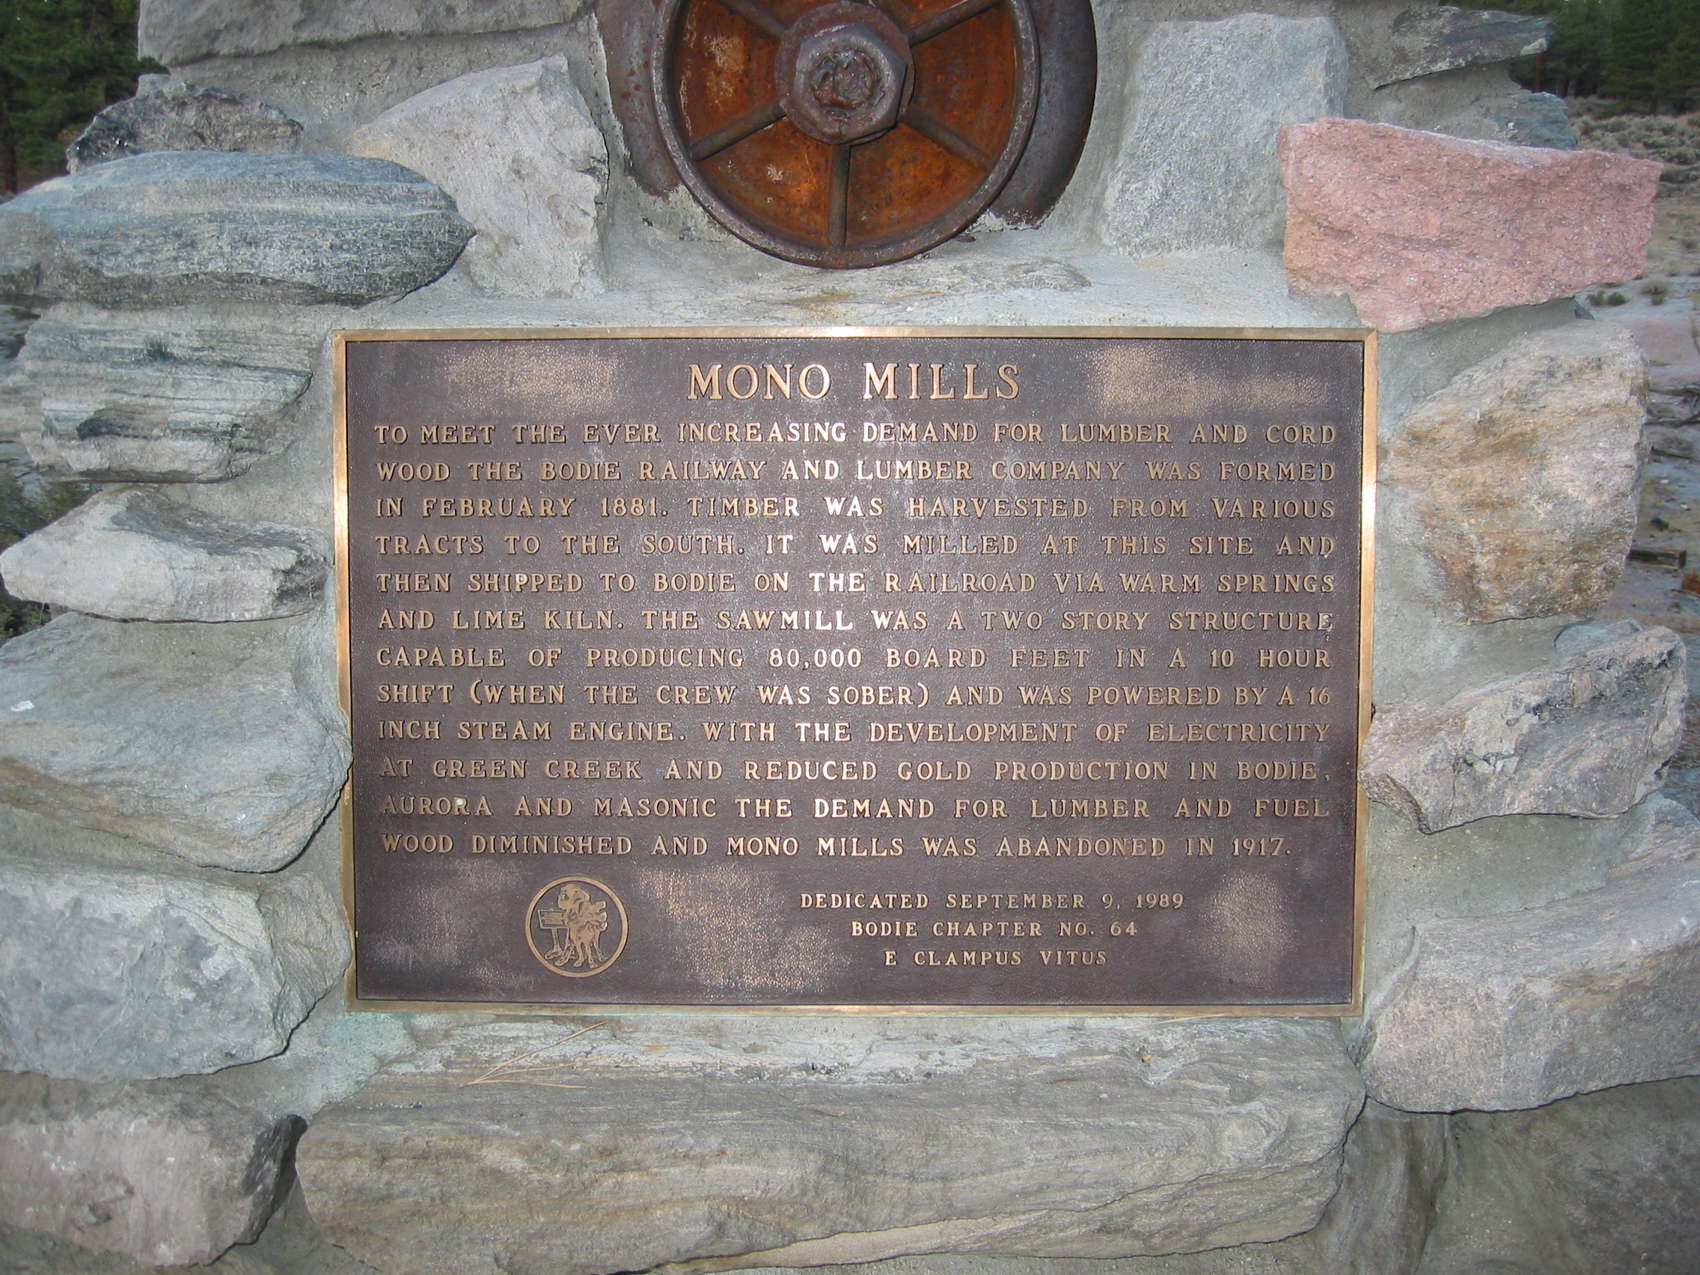 MONO MILLS
TO MEET THE EVER INCREASING DEMAND FOR LUMBER AND CORD
WOOD THE BODIE RAILWAY AND LUMBER COMPANY WAS FORMED
IN FEBRUARY 1881. TIMBER WAS HARVESTED FROM VARIOUS
TRACTS TO THE SOUTH. IT WAS MILLED AT THIS SITE AND
THEN SHIPPED TO BODIE ON THE RAILROAD VIA WARM SPRINGS
AND LIME KILN. THE SAWMILL WAS A TWO STORY STRUCTURE
CAPABLE OF PRODUCING 80,000 BOARD FEET IN A 10 HOUR
SHIFT (WHEN THE CREW WAS SOBER) AND WAS POWERED BY A 16
INCH STEAM ENGINE. WITH THE DEVELOPMENT OF ELECTRICITY
AT GREEN CREEK AND REDUCED GOLD PRODUCTION IN BODIE,
AURORA AND MASONIC THE DEMAND FOR LUMBER AND FUEL
WOOD DIMINISHED AND MONO MILLS WAS ABANDONED IN 1917.
DEDICATED SEPTEMBER 9, 1989
BODIE CHAPTER NO. 64
E CLAMPUS VITUS